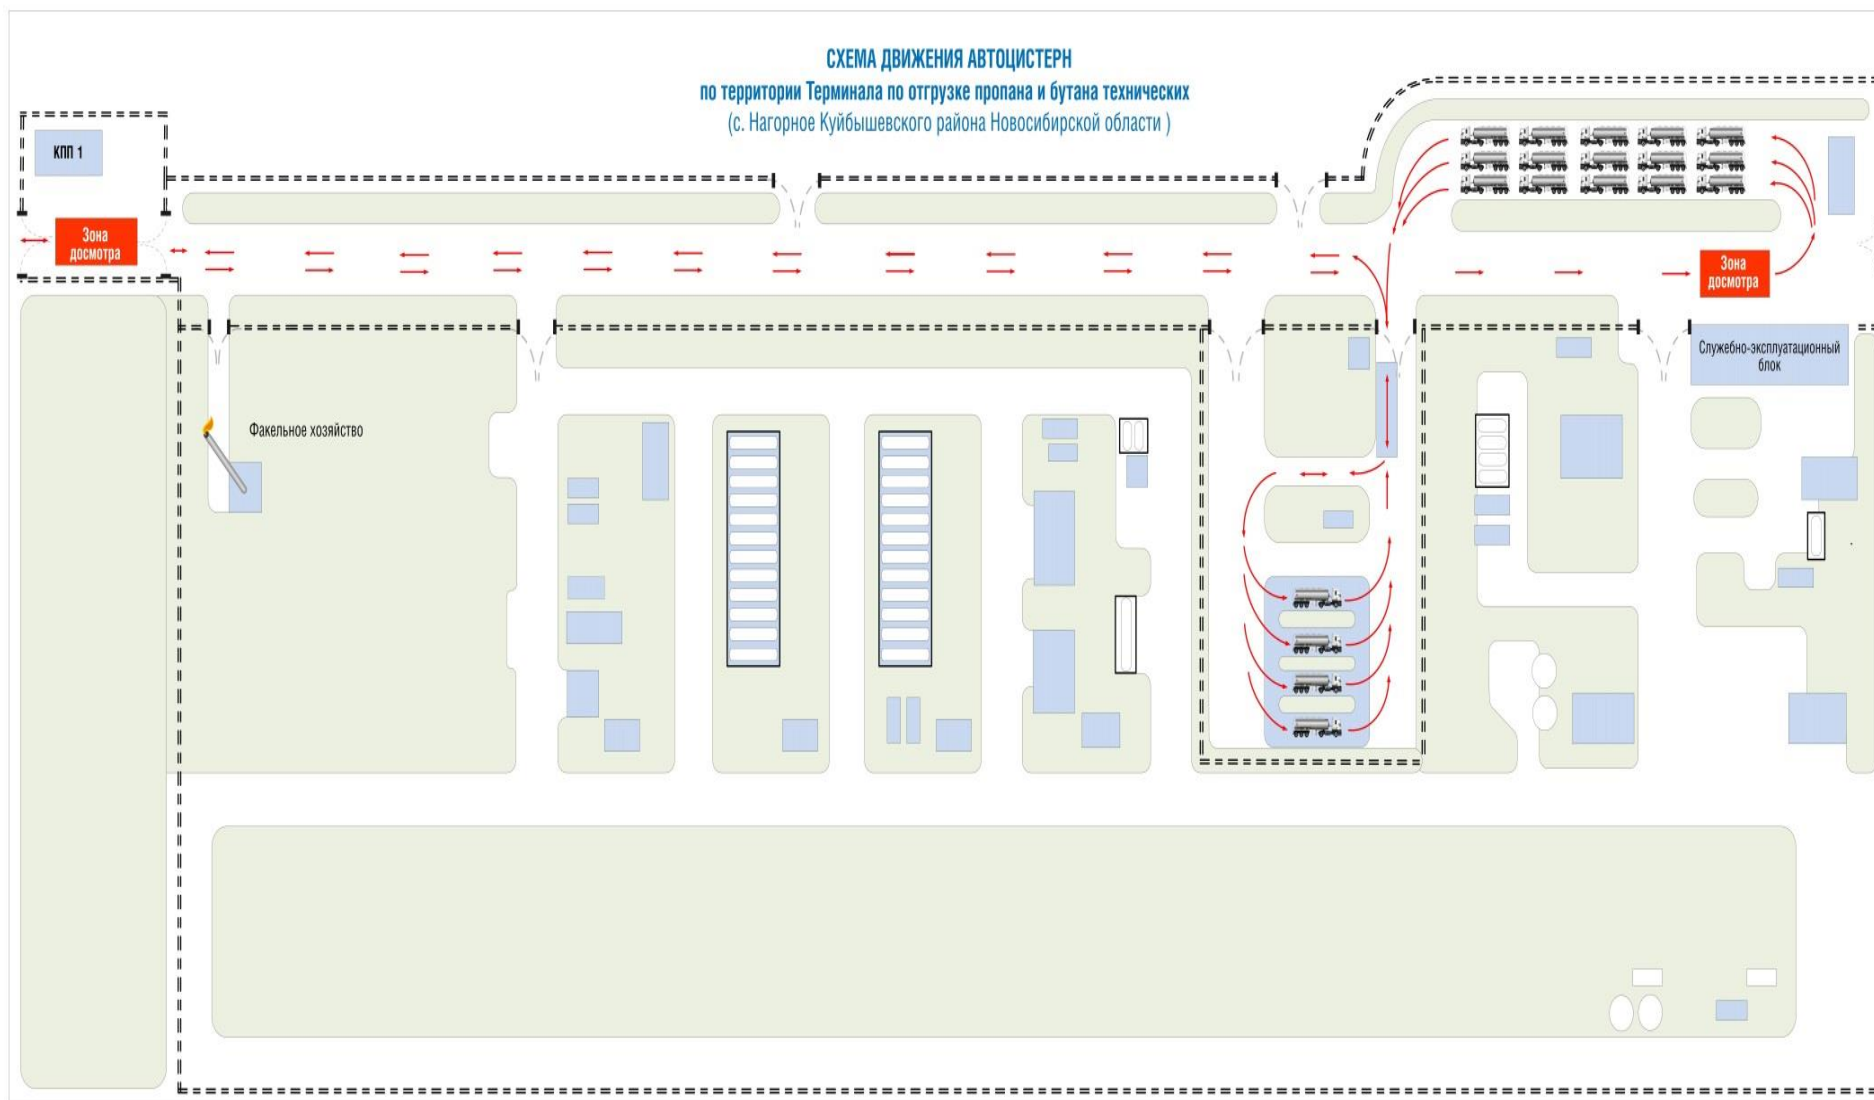 СХЕМА ДВИЖЕНИЯ АВТОЦИСТЕРН
по территории Терминала по отгрузке пропана и бутана технических
(с. Нагорное Куйбышевского района Новосибирской области )
КПП 1
Зона
досмотра
Зона
досмотра
Служебно-эксплуатационный
блок
Факельное хозяйство